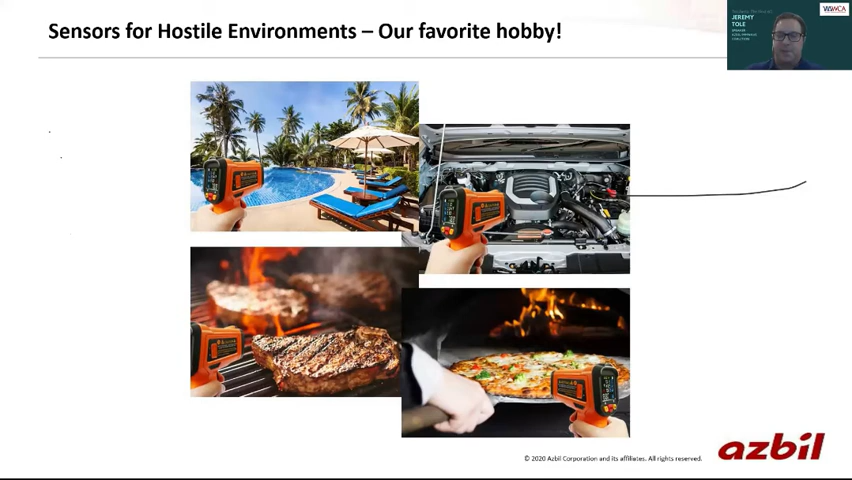 Sensors for Hostile Environments – Our favorite hobby!
JEREMY
TOLE
VMA
© 2020 Azbil Corporation and its affiliates. All rights reserved.
azbil